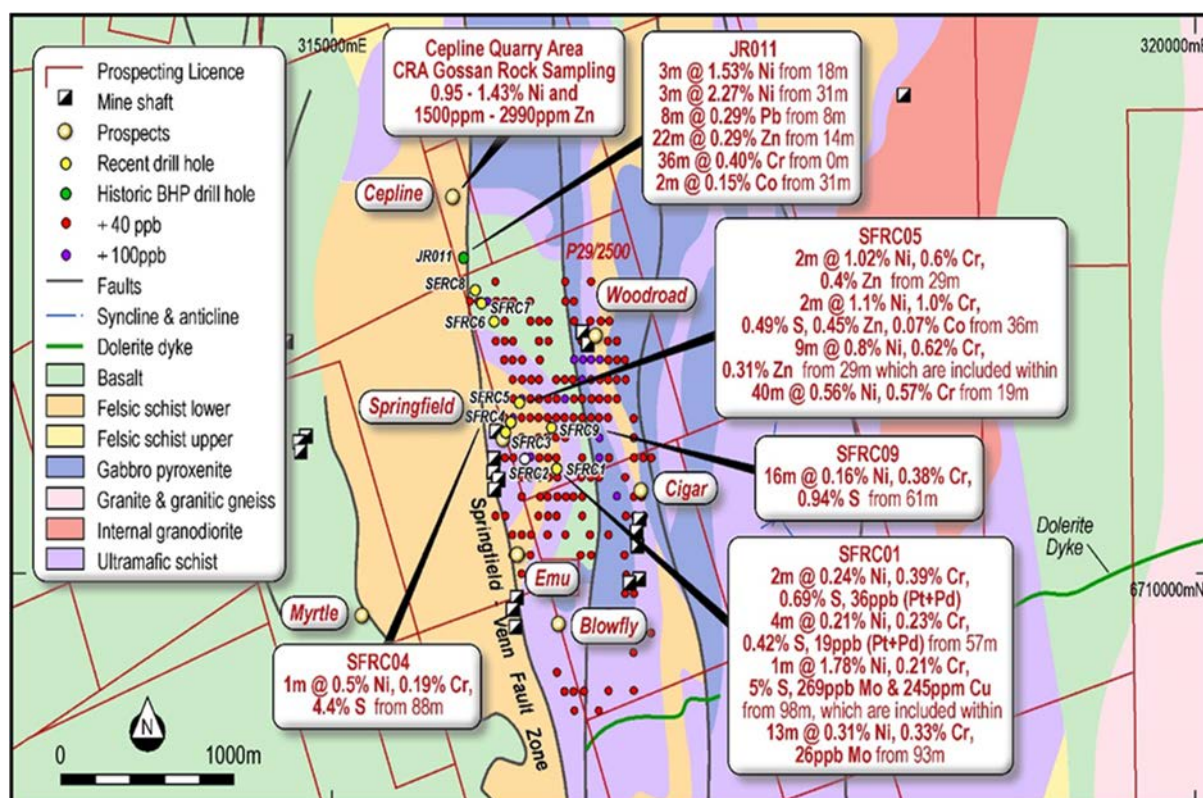 315000mE
320000mE
Prospecting Licence
Mine shaft
Prospects
Recent drill hole
Historic BHP drill hole
+ 40 ppb
+ 100ppb
Faults
Syncline & anticline
Dolerite dyke
Basalt
Felsic schist lower
Felsic schist upper
Gabbro pyroxenite
Granite & granitic gneiss
Internal granodiorite
Ultramafic schist
Cepline Quarry Area
CRA Gossan Rock Sampling
0.95 - 1.43% Ni and
1500ppm - 2990ppm Zn
JR011
3m @ 1.53% Ni from 18m
3m @ 2.27% Ni from 31m
8m @ 0.29% Pb from 8m
22m @ 0.29% Zn from 14m
36m @ 0.40% Cr from 0m
2m @ 0.15% Co from 31m
Cepline
JR011
P29/2500
SFRC8
SFRC7
SFRC6
Woodroad
SFRC05
2m @ 1.02% Ni, 0.6% Cr,
0.4% Zn from 29m
2m @ 1.1% Ni, 1.0% Cr,
0.49% S, 0.45% Zn, 0.07% Co from 36m
9m @ 0.8% Ni, 0.62% Cr,
0.31% Zn from 29m which are included within
40m @ 0.56% Ni, 0.57% Cr from 19m
Springfield
SFRC5
SFRC4
SFRC3
SFRC9
SFRC2
SFRC1
SFRC09
16m @ 0.16% Ni, 0.38% Cr,
0.94% S from 61m
Cigar
Springfield - Venn Fault Zone
Emu
Blowfly
Myrtle
Dolerite
Dyke
6710000mN
SFRC01
2m @ 0.24% Ni, 0.39% Cr,
0.69% S, 36ppb (Pt+Pd)
4m @ 0.21% Ni, 0.23% Cr,
0.42% S, 19ppb (Pt+Pd) from 57m
1m @ 1.78% Ni, 0.21% Cr,
5% S, 269ppb Mo & 245ppm Cu
from 98m, which are included within
13m @ 0.31% Ni, 0.33% Cr,
26ppb Mo from 93m
SFRC04
1m @ 0.5% Ni, 0.19% Cr,
4.4% S from 88m
N
0
1000m